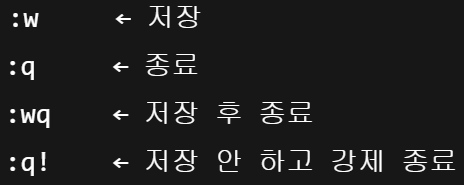 :w ← 저장
:q ← 종료
:wq ← 저장 후 종료
:q! ← 저장 안 하고 강제 종료